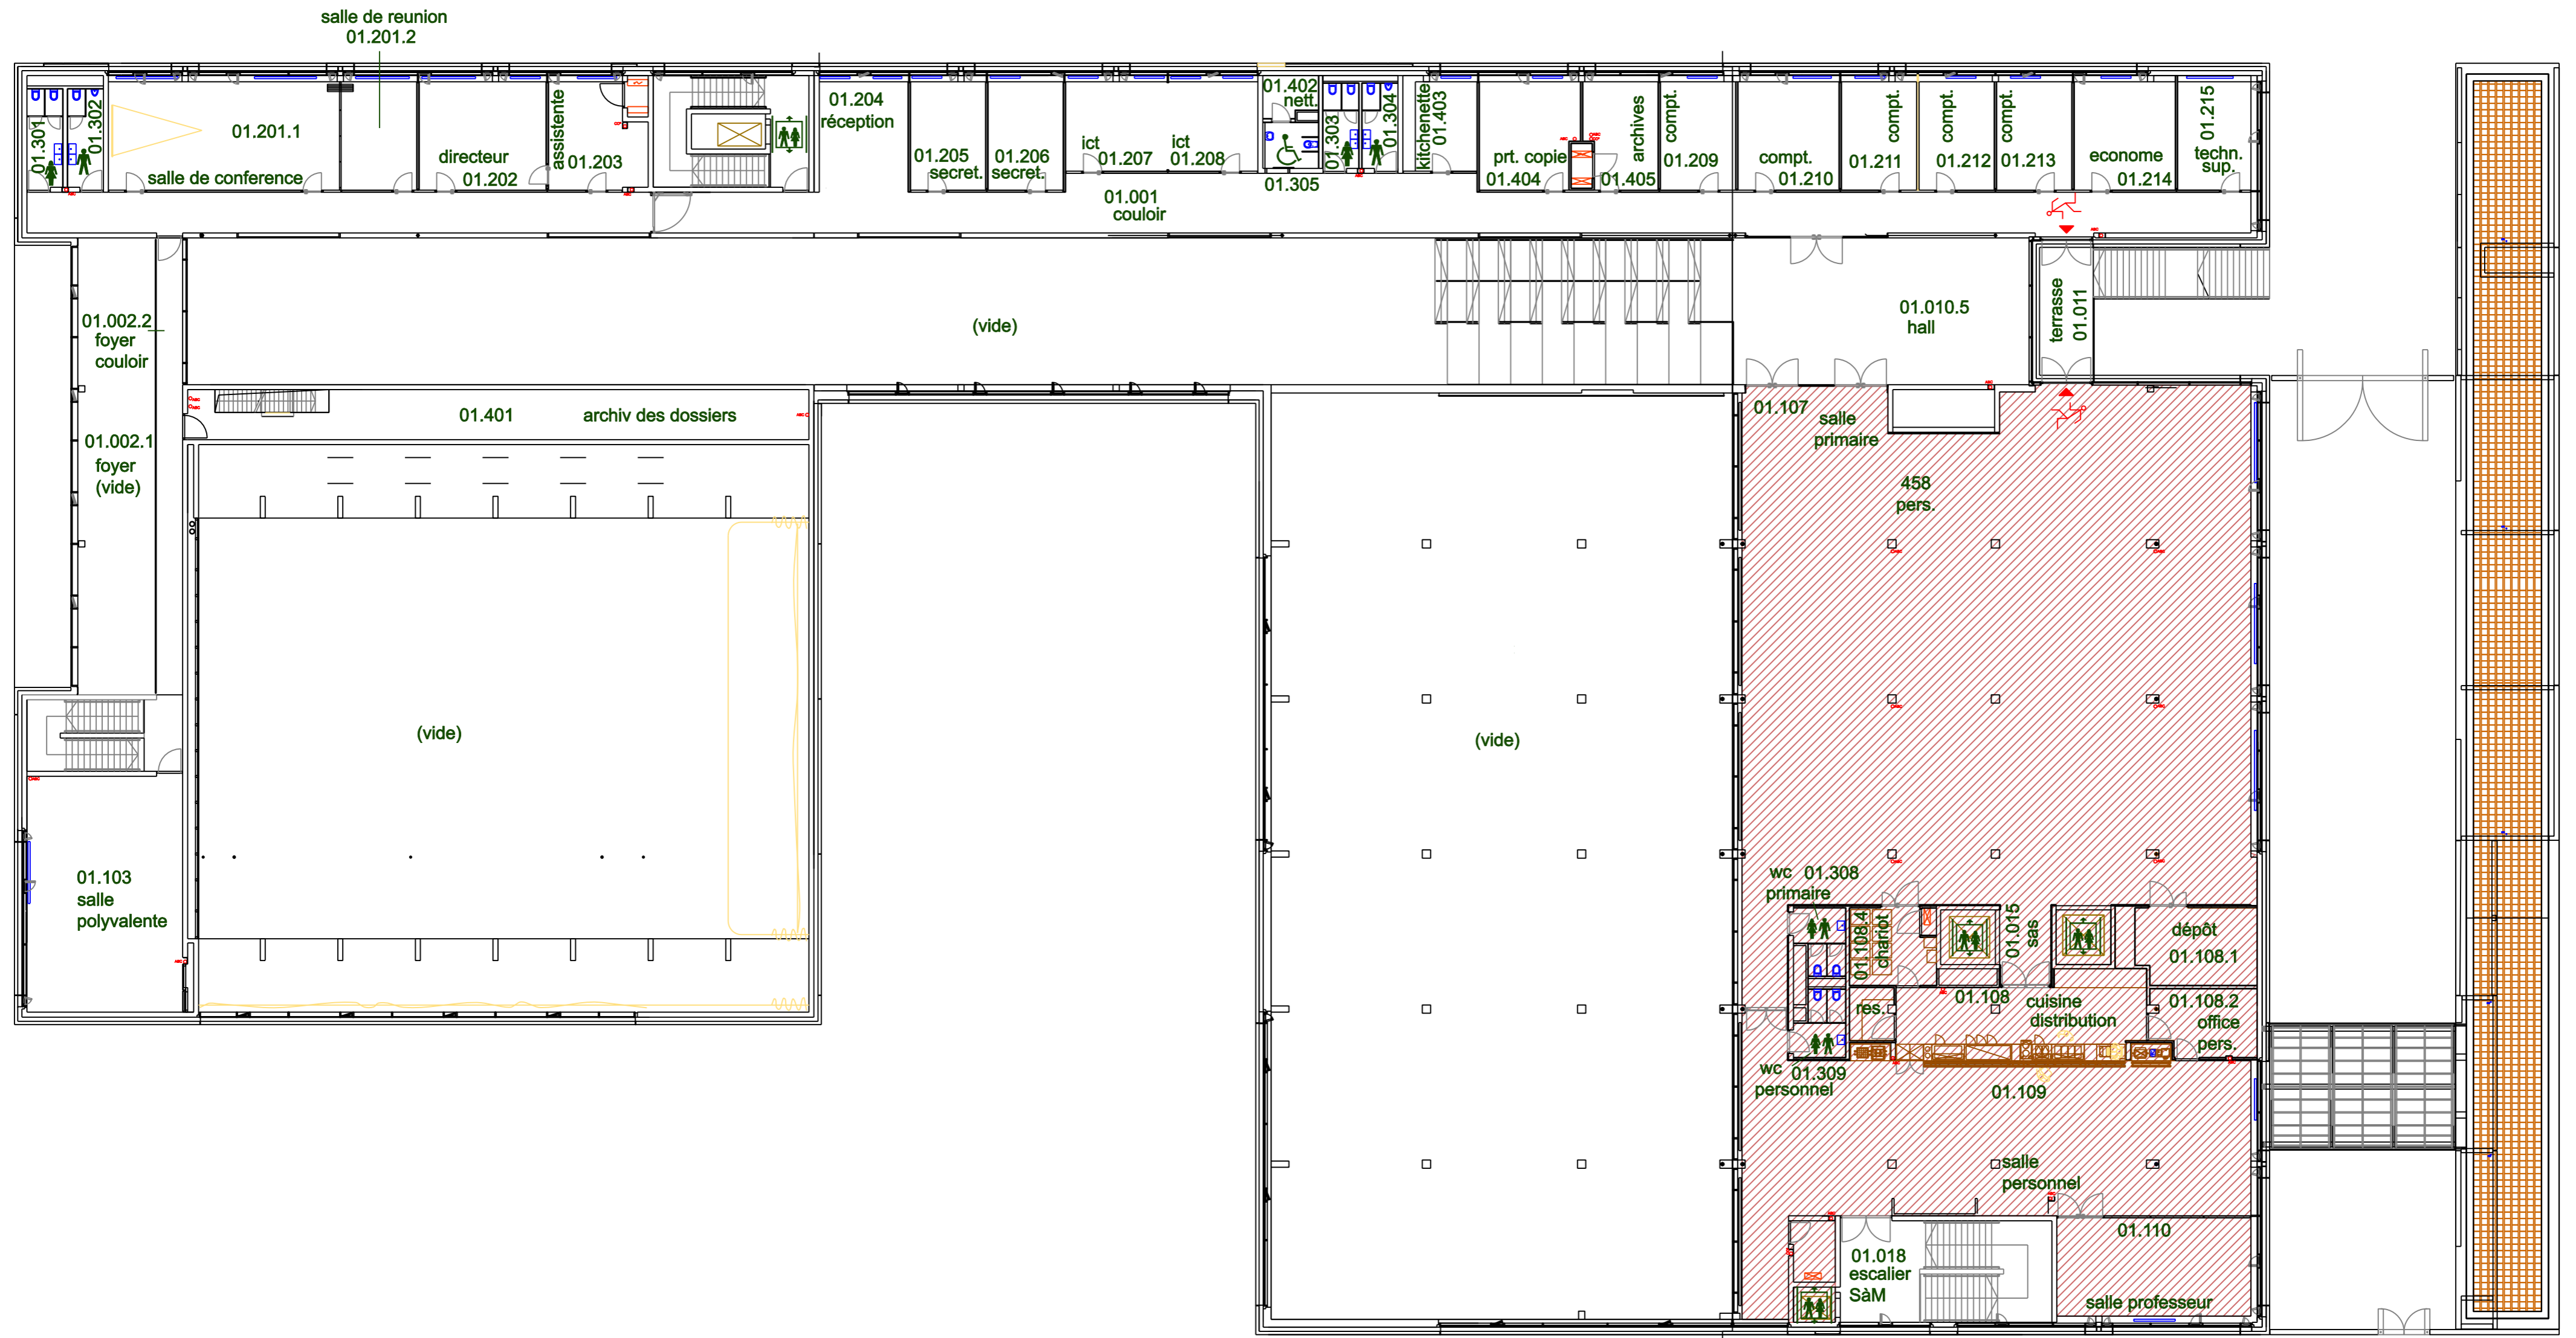 salle de reunion
01.201.2
01.301
01.302
01.201.1
salle de conference
directeur
01.202
assistente
01.203
01.204
réception
01.205
secret.
01.206
secret.
ict
01.207
ict
01.208
01.402
nett.
01.303
01.304
01.305
kitchenette
01.403
prt. copie
01.404
archives
01.405
compt.
01.209
compt.
01.210
compt.
01.211
compt.
01.212
compt.
01.213
econome
01.214
01.215
techn.
sup.
01.001
couloir
01.002.2
foyer
couloir
(vide)
01.010.5
hall
terrasse
01.011
01.401
archiv des dossiers
01.107
salle
primaire
01.002.1
foyer
(vide)
458
pers.
(vide)
(vide)
01.103
salle
polyvalente
wc 01.308
primaire
01.108.4
chariot
01.015
sas
dépôt
01.108.1
res.
01.108
cuisine
distribution
01.108.2
office
pers.
wc
01.309
personnel
01.109
salle
personnel
01.110
01.018
escalier
SàM
salle professeur